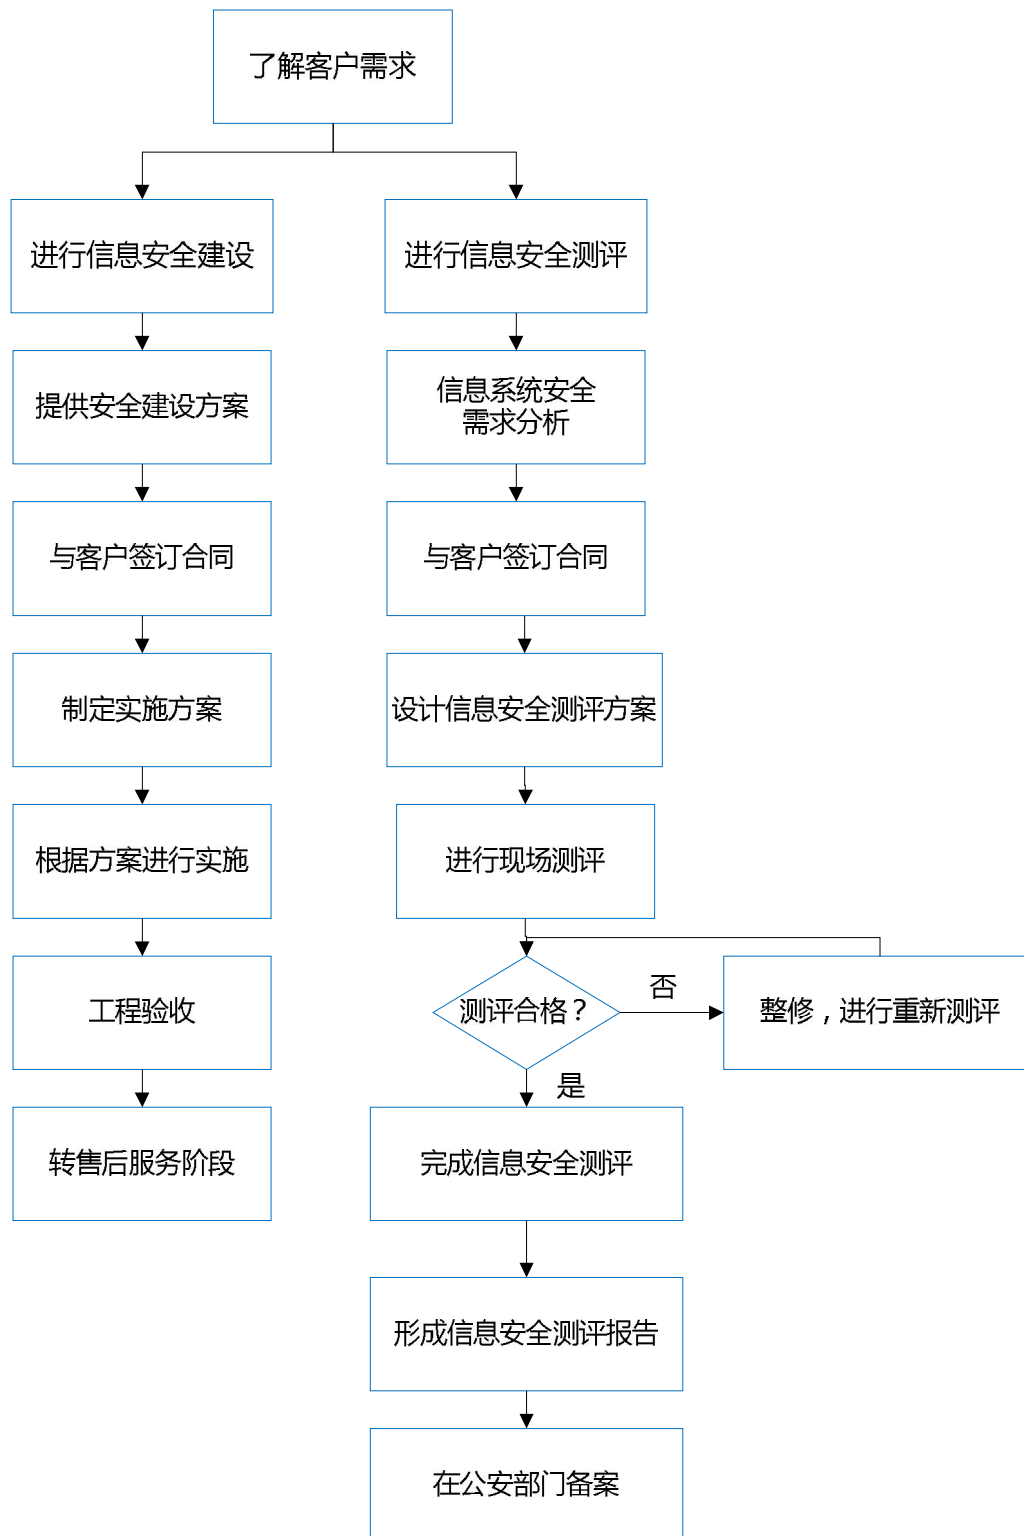 了解客户需求
进行信息安全建设
进行信息安全测评
提供安全建设方案
信息系统安全
需求分析
与客户签订合同
与客户签订合同
制定实施方案
设计信息安全测评方案
根据方案进行实施
进行现场测评
工程验收
测评合格？
否
整修，进行重新测评
是
转售后服务阶段
完成信息安全测评
形成信息安全测评报告
在公安部门备案